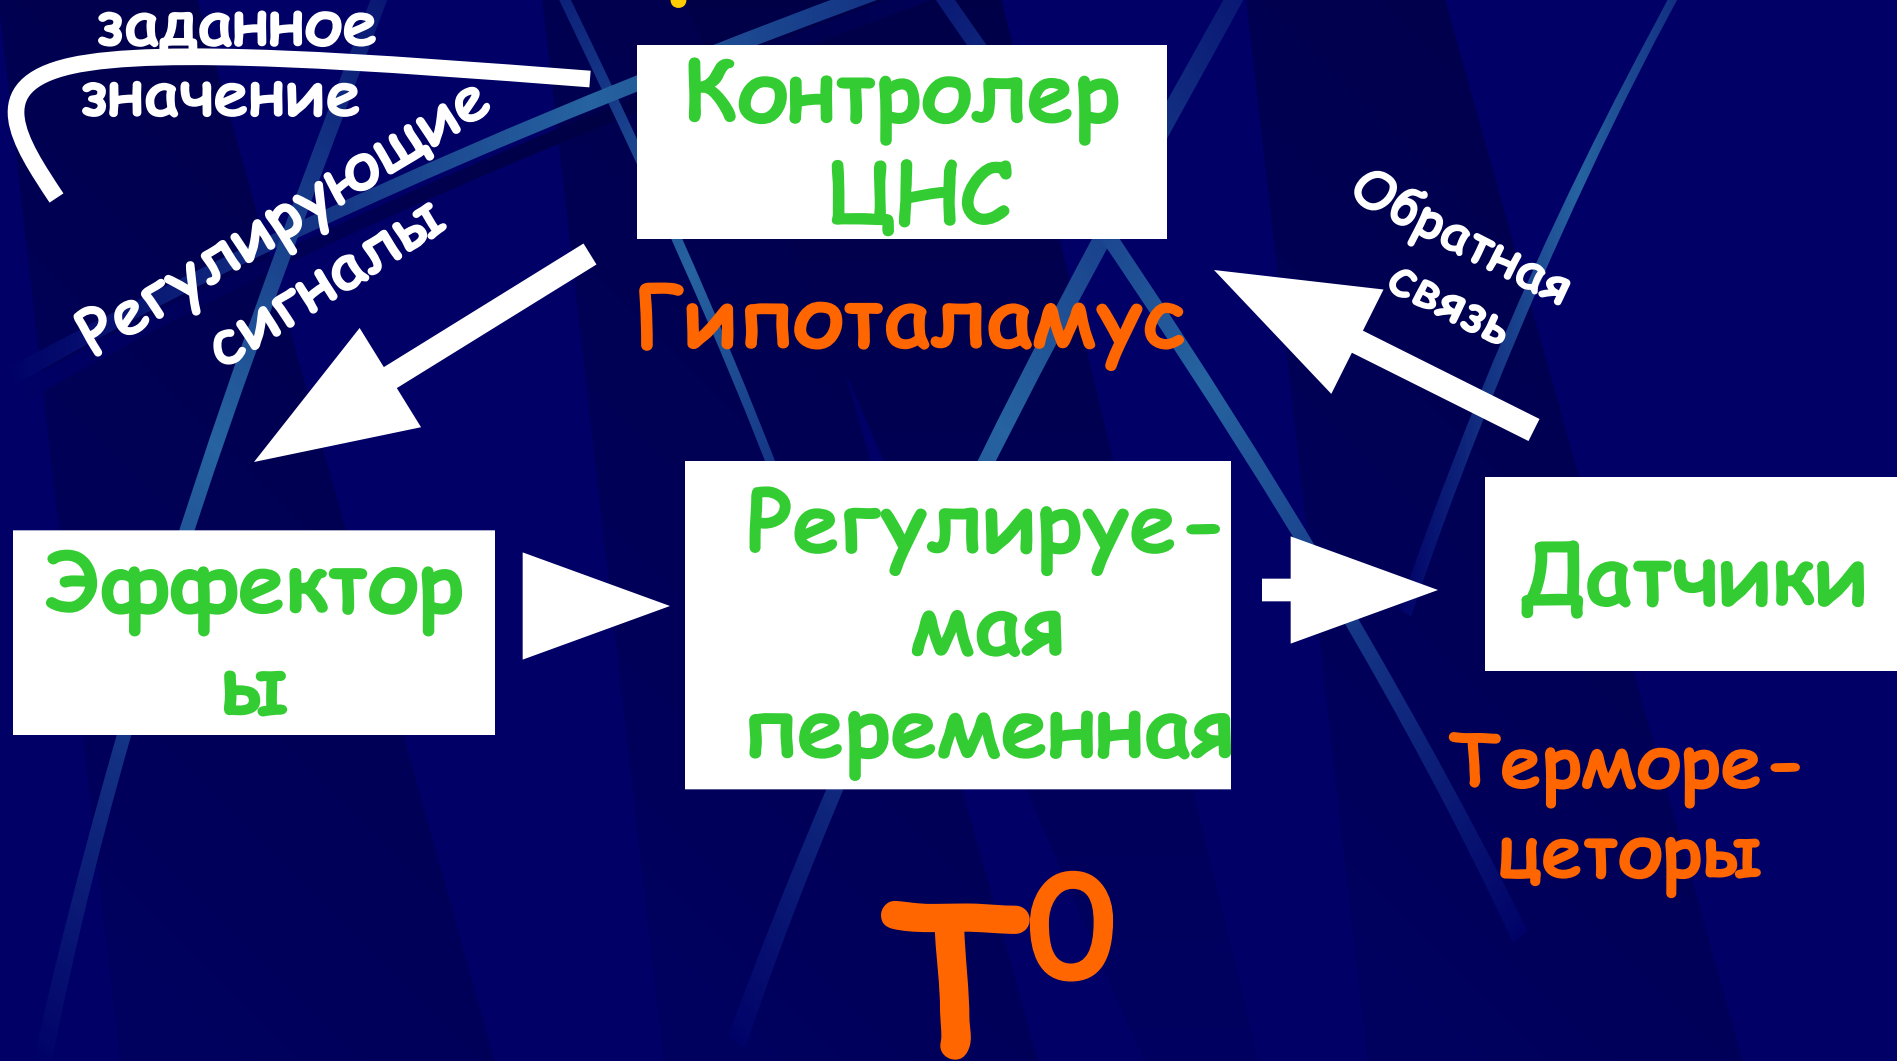 заданное
значение
Контролер
ЦНС
Регулирующие
сигналы
Обратная
связь
Гипоталамус
Эффектор
ы
Регулируе-
мая
переменная
Датчики
Терморе-
цеторы
Т⁰